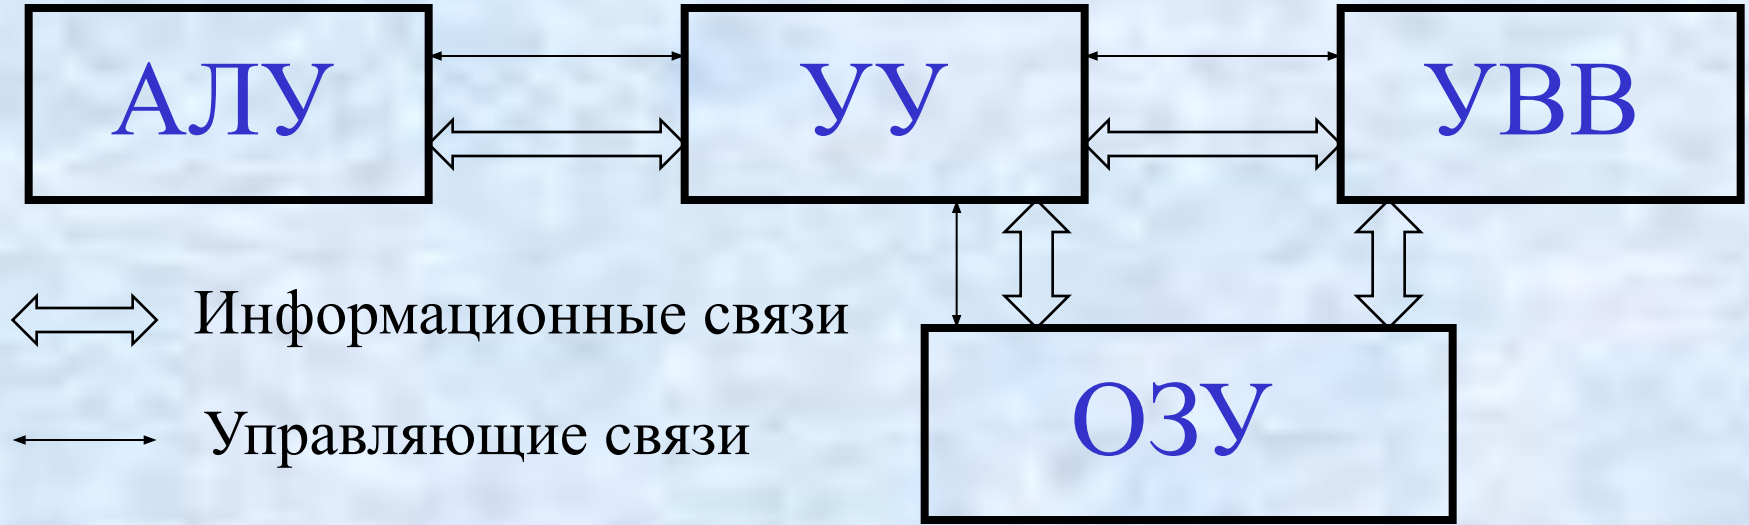 АЛУ
УУ
УВВ
Информационные связи
Управляющие связи
ОЗУ